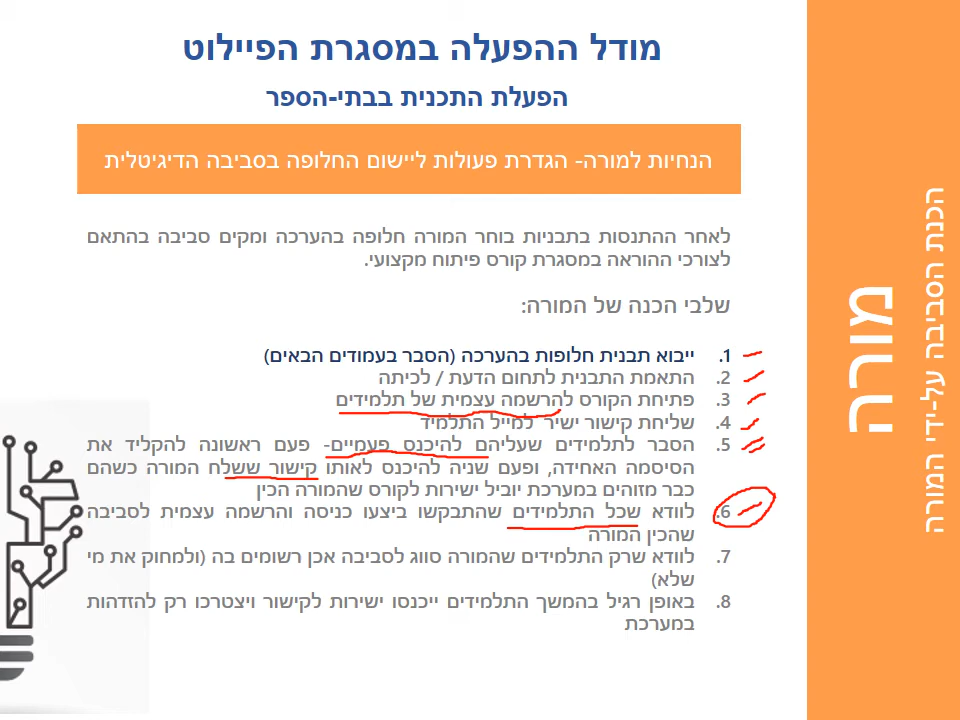 מודל ההפעלה במסגרת הפיילוט
הפעלת התכנית בבתי-הספר
הנחיות למורה- הגדרת פעולות ליישום החלופה בסביבה הדיגיטלית
לאחר ההתנסות בתבניות בוחר המורה חלופה בהערכה ומקים סביבה בהתאם
לצורכי ההוראה במסגרת קורס פיתוח מקצועי.
שלבי הכנה של המורה:
1. ייבוא תבנית חלופות בהערכה (הסבר בעמודים הבאים)
2. התאמת התבנית לתחום הדעת / לכיתה
3. פתיחת הקורס להרשמה עצמית של תלמידים
4. שליחת קישור ישיר למייל התלמיד
5. הסבר לתלמידים שעליהם להיכנס פעמיים- פעם ראשונה להקליד את
הסיסמה האחידה, ופעם שניה להיכנס לאותו קישור ששלח המורה כשהם
כבר מזוהים במערכת יוביל ישירות לקורס שהמורה הכין
6. לוודא שכל התלמידים שהתבקשו ביצעו כניסה והרשמה עצמית לסביבה
שהכין המורה
7. לוודא שרק התלמידים שהמורה סווג לסביבה אכן רשומים בה (ולמחוק את מי
שלא)
8. באופן רגיל בהמשך התלמידים ייכנסו ישירות לקישור ויצטרכו רק להזדהות
במערכת
מורה
הכנת הסביבה על-ידי המורה